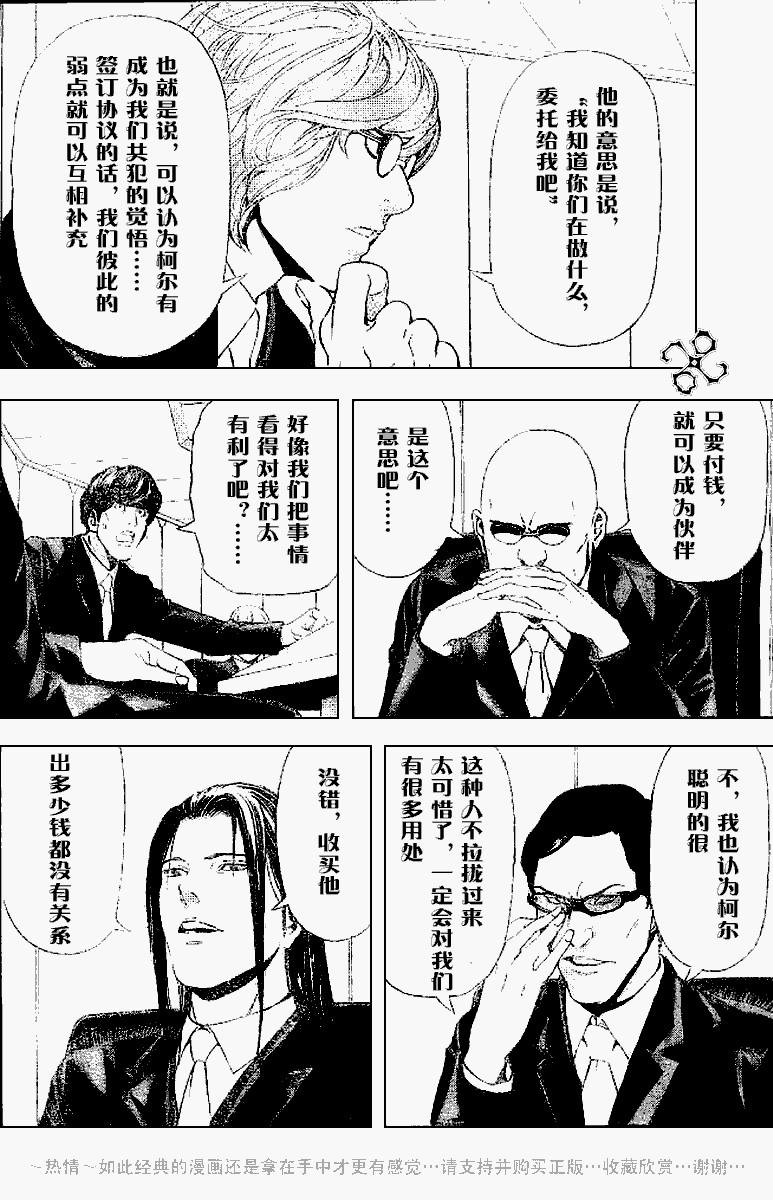 他的意思是说，
“我知道你们在做什么，
委托给我吧”
也就是说，可以认为柯尔有
成为我们共犯的觉悟……
签订协议的话，我们彼此的
弱点就可以互相补充
只要付钱，
就可以成为伙伴
是这个
意思吧……
好像我们把事情
看得对我们太
有利了吧？……
不，我也认为柯尔
聪明的很
这种人不拉拢过来
太可惜了，一定会对我们
有很多用处
没错，收买他
出多少钱都没有关系
～热情～如此经典的漫画还是拿在手中才更有感觉…请支持并购买正版…收藏欣赏…谢谢…